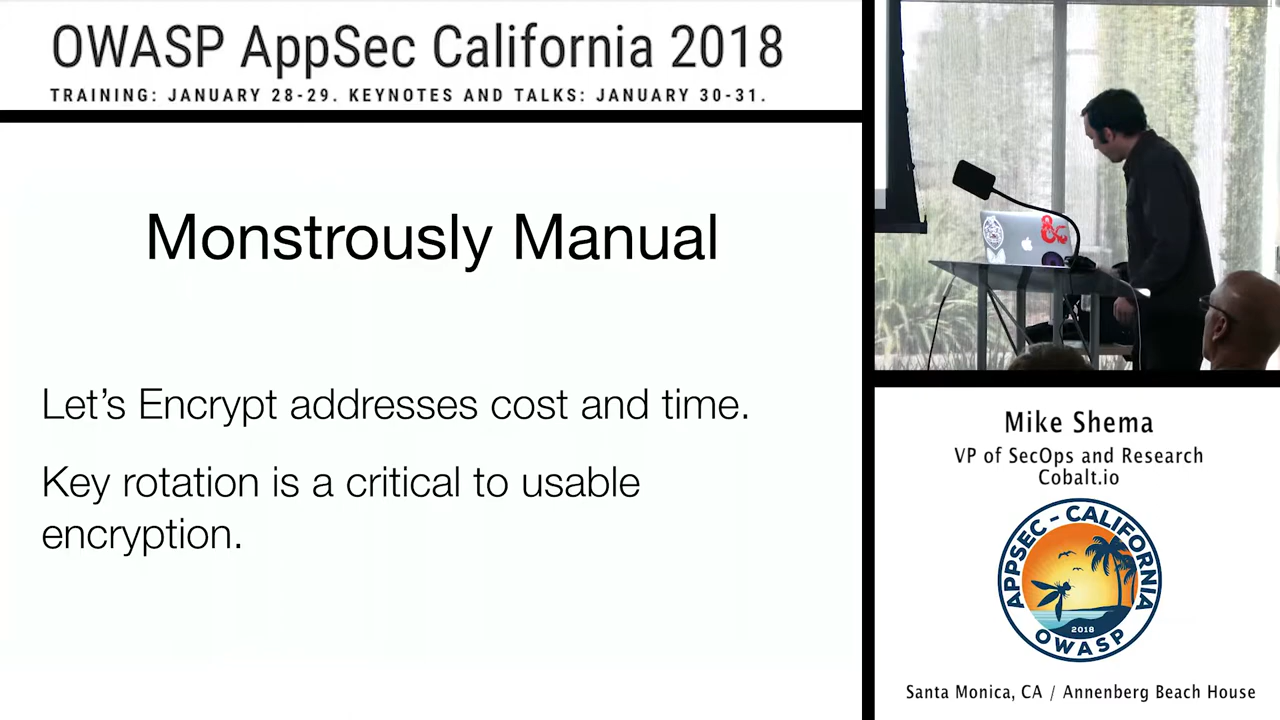 OWASP AppSec California 2018
TRAINING: JANUARY 28-29. KEYNOTES AND TALKS: JANUARY 30-31.
Monstrously Manual
Let’s Encrypt addresses cost and time.
Key rotation is a critical to usable
encryption.
Mike Shema
VP of SecOps and Research
Cobalt.io
APPSEC - CALIFORNIA
2018
OWASP
Santa Monica, CA / Annenberg Beach House